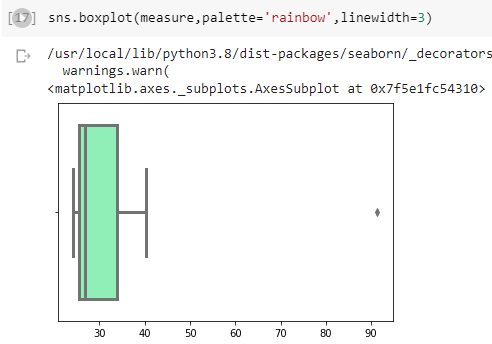 [17] sns.boxplot(measure,palette='rainbow',linewidth=3)
/usr/local/lib/python3.8/dist-packages/seaborn/_decorators
warnings.warn(
<matplotlib.axes._subplots.AxesSubplot at 0x7f5e1fc54310>
30 40 50 60 70 80 90